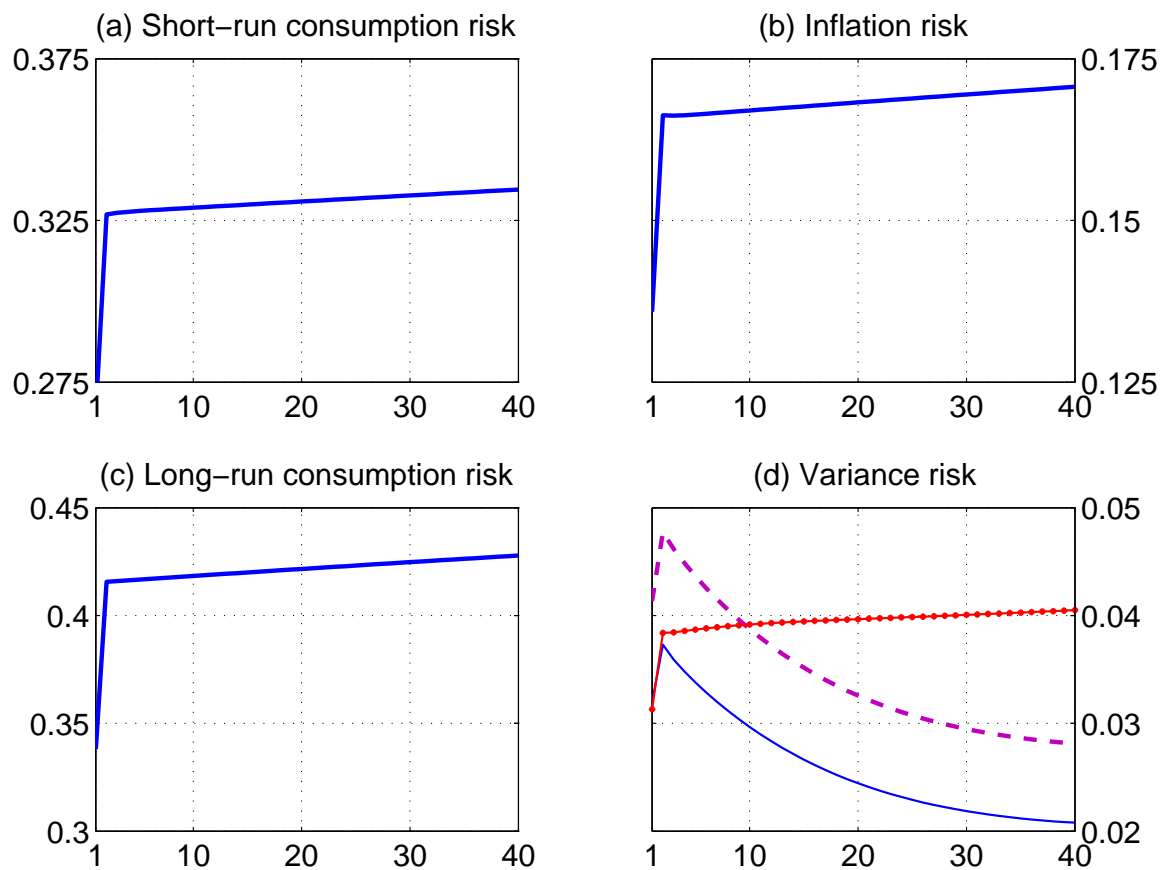 (a) Short−run consumption risk
0.375
0.325
0.275
1 10 20 30 40
(b) Inflation risk
0.175
0.15
0.125
1 10 20 30 40
(c) Long−run consumption risk
0.45
0.4
0.35
0.3
1 10 20 30 40
(d) Variance risk
0.05
0.04
0.03
0.02
1 10 20 30 40